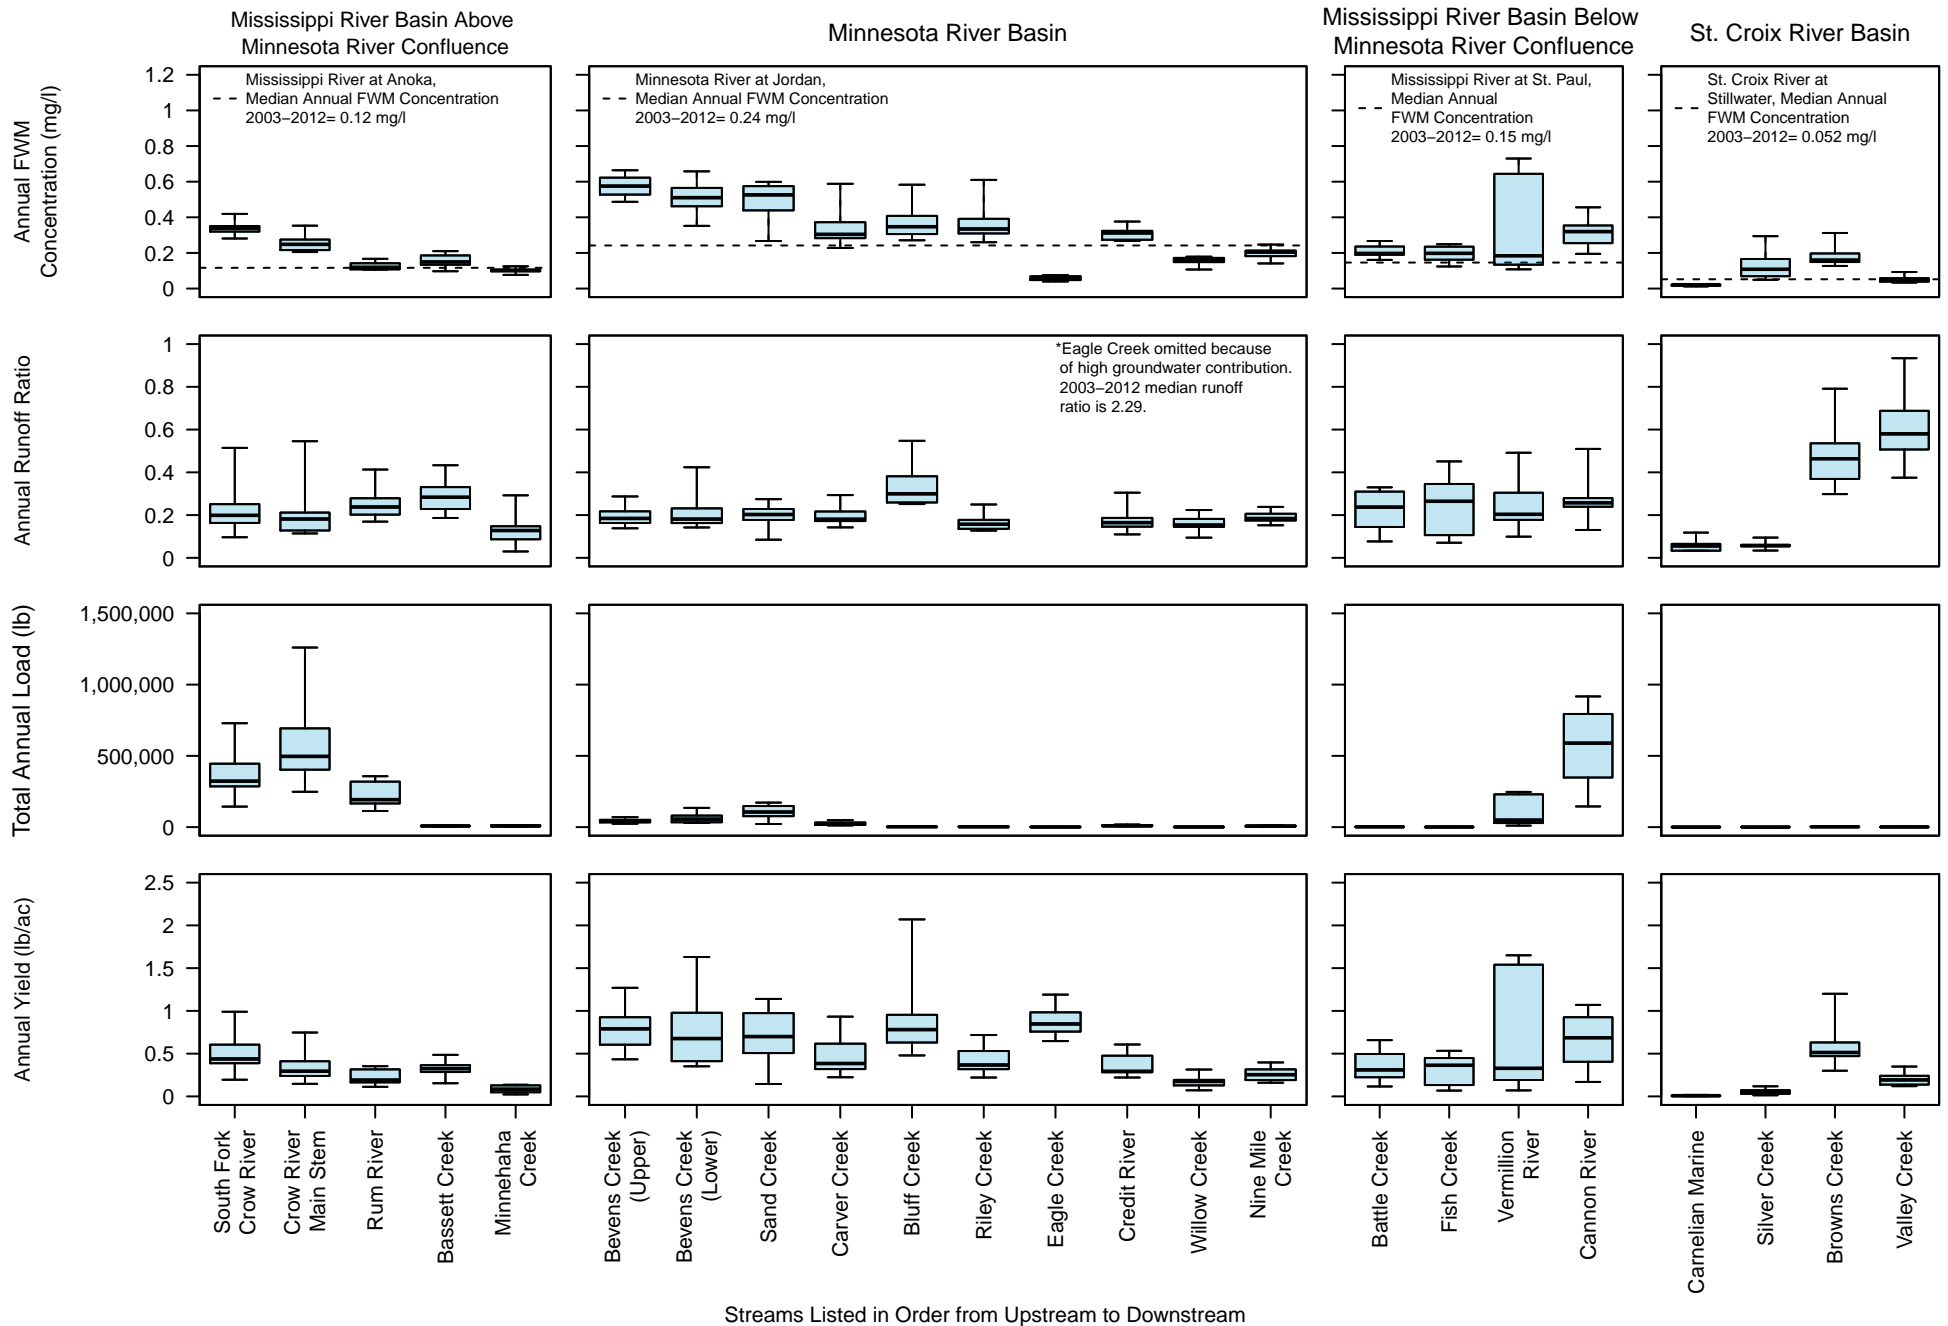 Mississippi River Basin Above
Minnesota River Confluence
Minnesota River Basin
Mississippi River Basin Below
Minnesota River Confluence
St. Croix River Basin
Annual FWM
Concentration (mg/l)
1.2
1
0.8
0.6
0.4
0.2
0
Mississippi River at Anoka,
Median Annual FWM Concentration
2003–2012= 0.12 mg/l
Minnesota River at Jordan,
Median Annual FWM Concentration
2003–2012= 0.24 mg/l
Mississippi River at St. Paul,
Median Annual
FWM Concentration
2003–2012= 0.15 mg/l
St. Croix River at
Stillwater, Median Annual
FWM Concentration
2003–2012= 0.052 mg/l
Annual Runoff Ratio
1
0.8
0.6
0.4
0.2
0
*Eagle Creek omitted because
of high groundwater contribution.
2003–2012 median runoff
ratio is 2.29.
Total Annual Load (lb)
1,500,000
1,000,000
500,000
0
Annual Yield (lb/ac)
2.5
2
1.5
1
0.5
0
South Fork
Crow River
Crow River
Main Stem
Rum River
Bassett Creek
Minnehaha
Creek
Bevens Creek
(Upper)
Bevens Creek
(Lower)
Sand Creek
Carver Creek
Bluff Creek
Riley Creek
Eagle Creek
Credit River
Willow Creek
Nine Mile
Creek
Battle Creek
Fish Creek
Vermillion
River
Cannon River
Carnelian Marine
Silver Creek
Browns Creek
Valley Creek
Streams Listed in Order from Upstream to Downstream